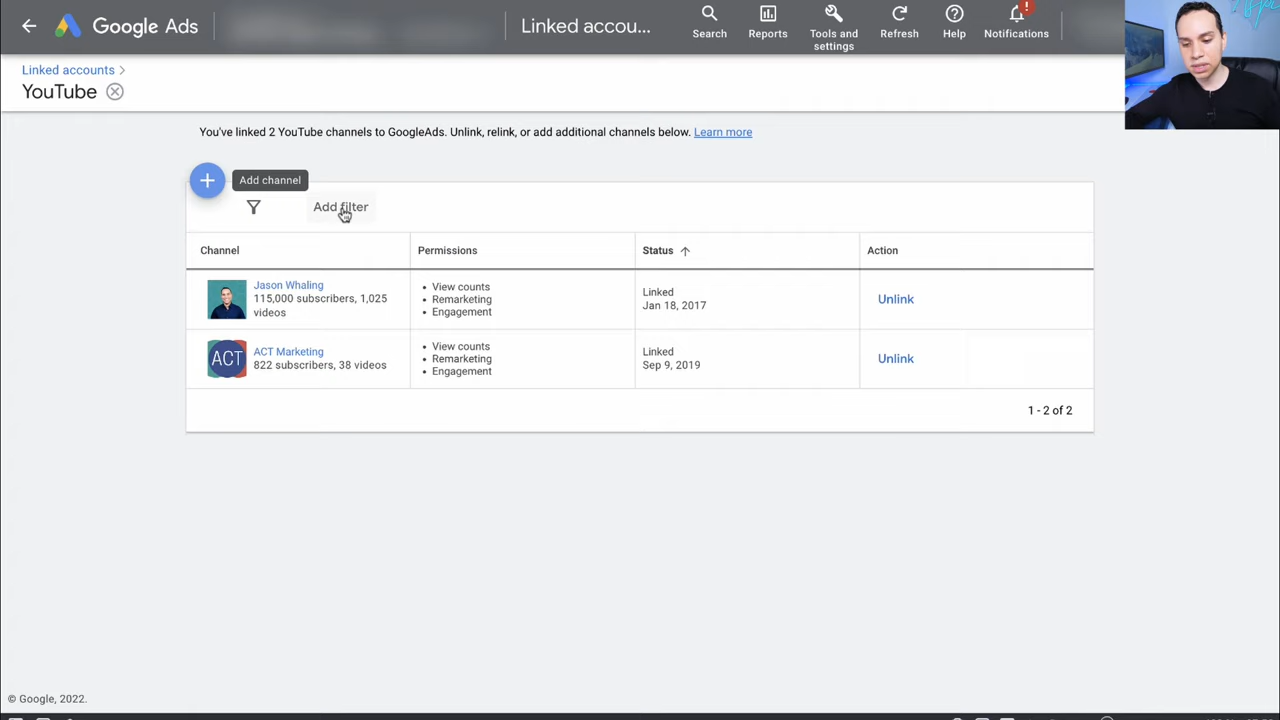 Google Ads
Linked accou...
Search
Reports
Tools and
settings
Refresh
Help
Notifications
!
Linked accounts
YouTube
You've linked 2 YouTube channels to GoogleAds. Unlink, relink, or add additional channels below. Learn more
+
Add channel
Add filter
Channel
Permissions
Status
Action
Jason Whaling
115,000 subscribers, 1,025
videos
• View counts
• Remarketing
• Engagement
Linked
Jan 18, 2017
Unlink
ACT
ACT Marketing
822 subscribers, 38 videos
• View counts
• Remarketing
• Engagement
Linked
Sep 9, 2019
Unlink
1 - 2 of 2
© Google, 2022.